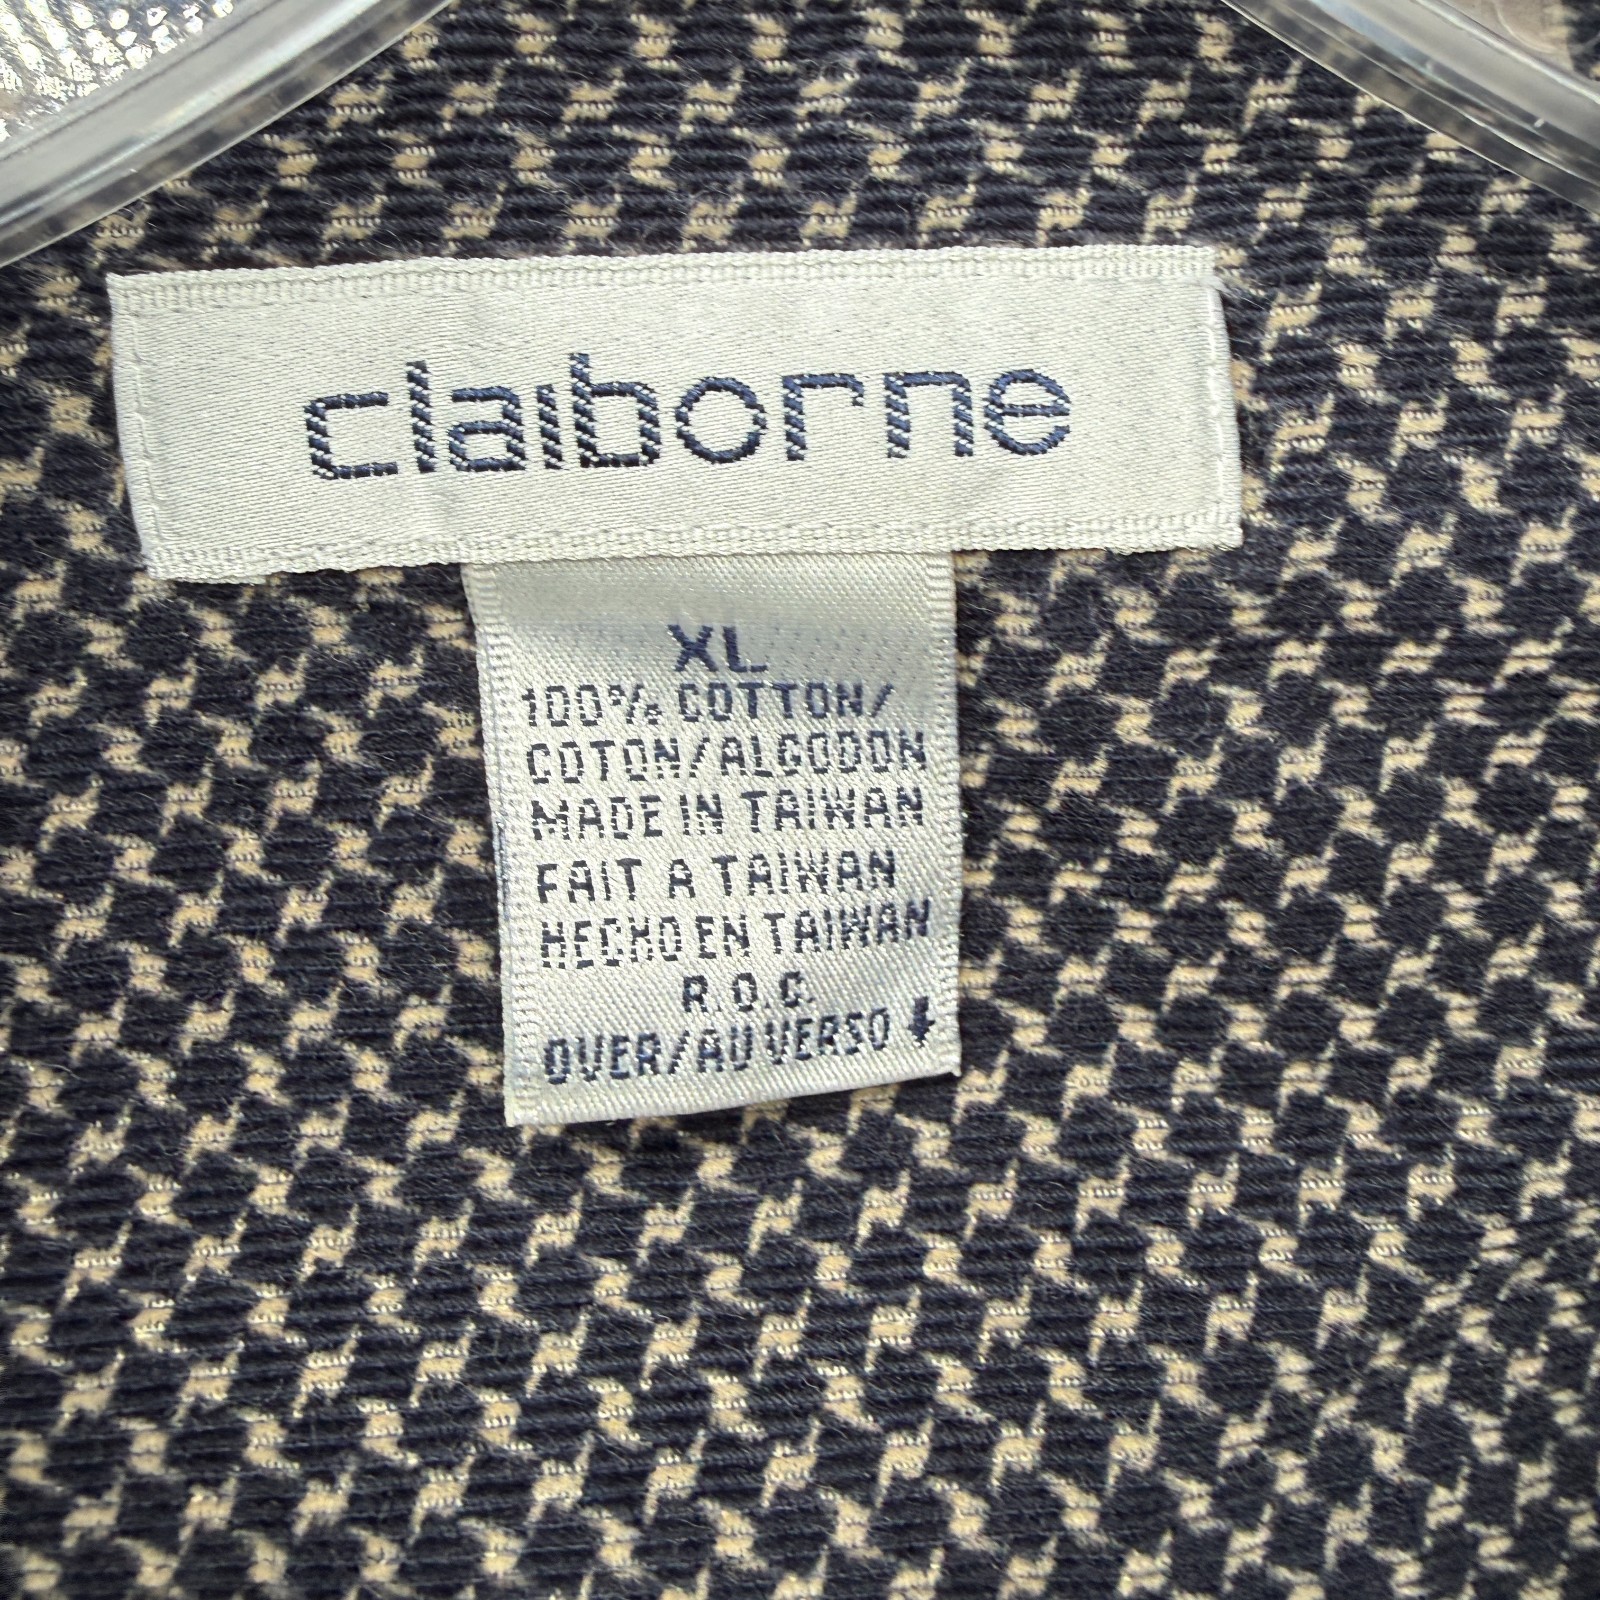 claiborne
XL
100% COTTON/
COTON/ALGODON
MADE IN TAIWAN
FAIT A TAIWAN
HECHO EN TAIWAN
R.O.C.
OVER/AU VERSO